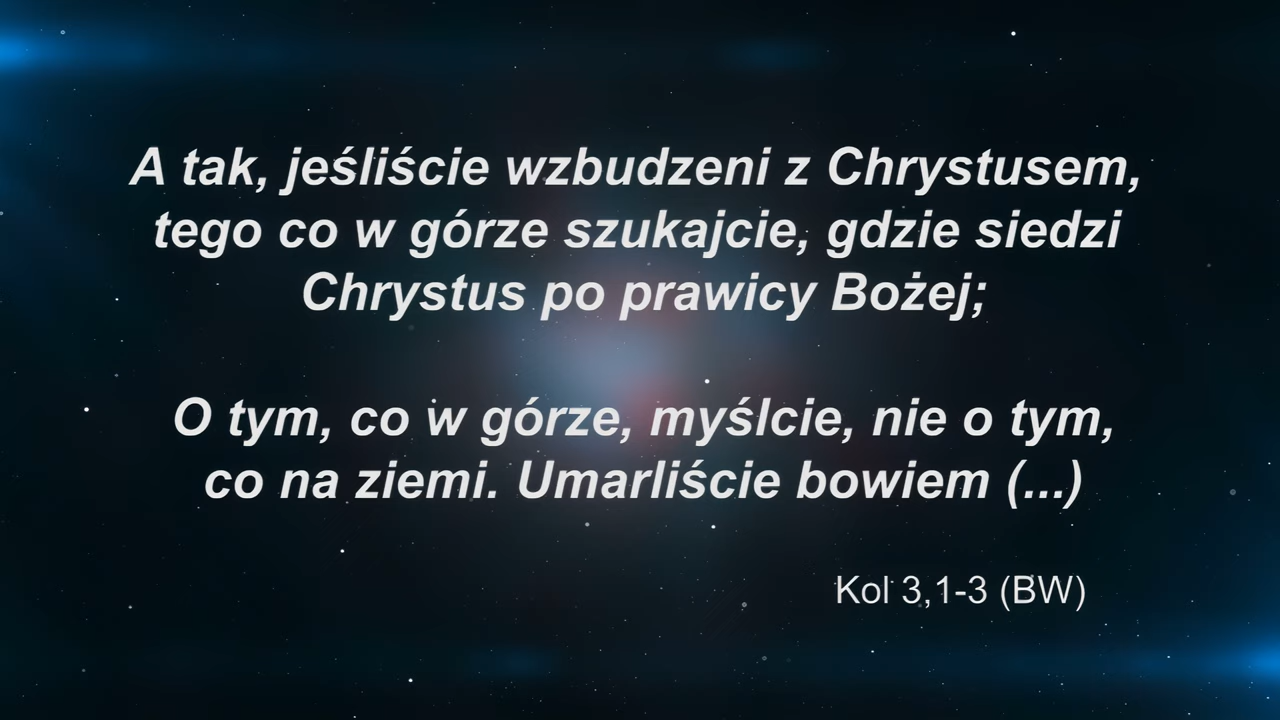 A tak, jeśliście wzbudzeni z Chrystusem,
tego co w górze szukajcie, gdzie siedzi
Chrystus po prawicy Bożej;
O tym, co w górze, myślcie, nie o tym,
co na ziemi. Umarliście bowiem (...)
Kol 3,1-3 (BW)